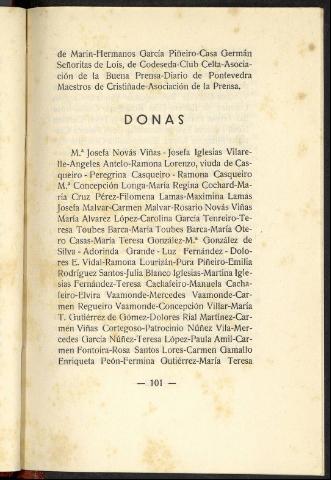 de Marín-Hermanos García Piñeiro-Casa Germán
Señoritas de Lois, de Codeseda-Club Celta-Asocia-
ción de la Buena Prensa-Diario de Pontevedra
Maestros de Cristiñade-Asociación de la Prensa.
DONAS
M.ª Josefa Novás Viñas - Josefa Iglesias Vilare-
lle-Angeles Antelo-Ramona Lorenzo, viuda de Cas-
queiro - Peregrina Casqueiro - Ramona Casqueiro
M.ª Concepción Longa-María Regina Cochard-Ma-
ría Cruz Pérez-Filomena Lamas-Maximina Lamas
Josefa Malvar-Carmen Malvar-Rosario Novás Viñas
María Alvarez López-Carolina García Tenreiro-Te-
resa Toubes Barca-María Toubes Barca-María Ote-
ro Casas-María Teresa González-M.ª González de
Silva - Adorinda Grande - Luz Fernández - Dolo-
res E. Vidal-Ramona Lourizán-Pura Piñeiro-Emilia
Rodríguez Santos-Julia Blanco Iglesias-Martina Igle-
sias Fernández-Teresa Cachafeiro-Manuela Cacha-
feiro-Elvira Vaamonde-Mercedes Vaamonde-Car-
men Regueiro Vaamonde-Concepción Villar-María
T. Gutiérrez de Gómez-Dolores Rial Martínez-Car-
men Viñas Cortegoso-Patrocinio Núñez Vila-Mer-
cedes García Núñez-Teresa López-Paula Amil-Car-
men Fontoira-Rosa Santos Lores-Carmen Gamallo
Enriqueta Peón-Fermina Gutiérrez-María Teresa
— 101 —